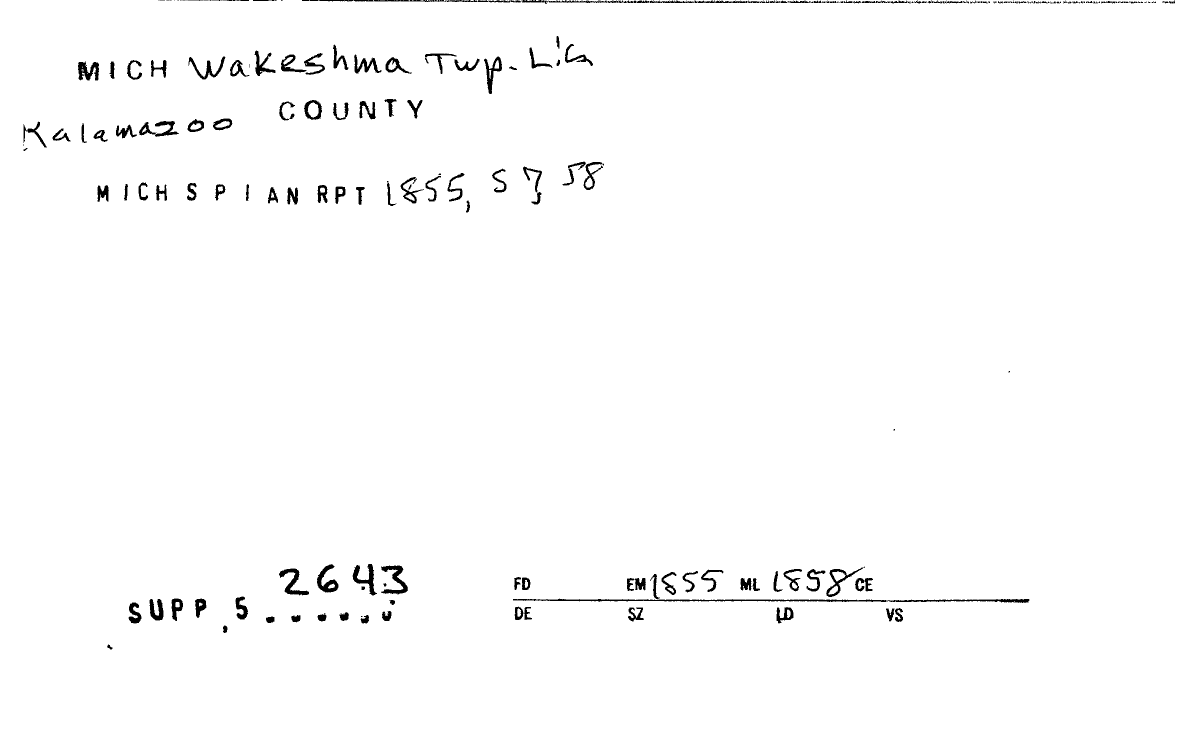 MICH Wakeshma Twp. Lib
Kalamazoo COUNTY
MICH S P I AN RPT 1855, 57, 58
2643
SUPP, 5 ......
FD EM 1855 ML 1858 CE
DE SZ LD VS